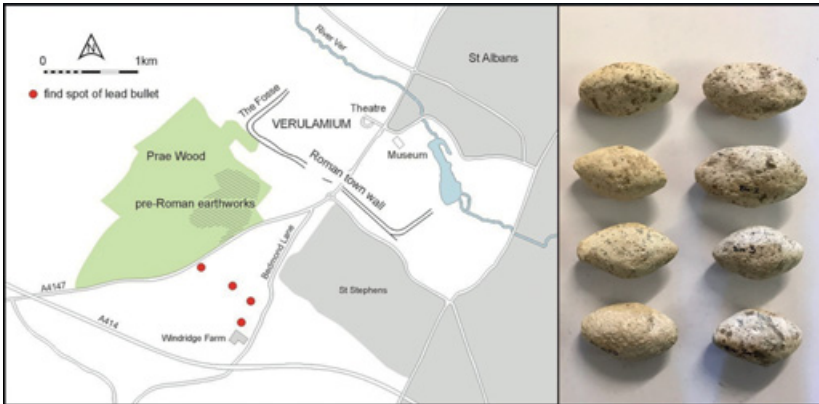 N
0
1km
find spot of lead bullet
River Ver
St Albans
The Fosse
Theatre
VERULAMIUM
Museum
Prae Wood
Roman town wall
pre-Roman earthworks
Bedmond Lane
A4147
St Stephens
A414
Windridge Farm